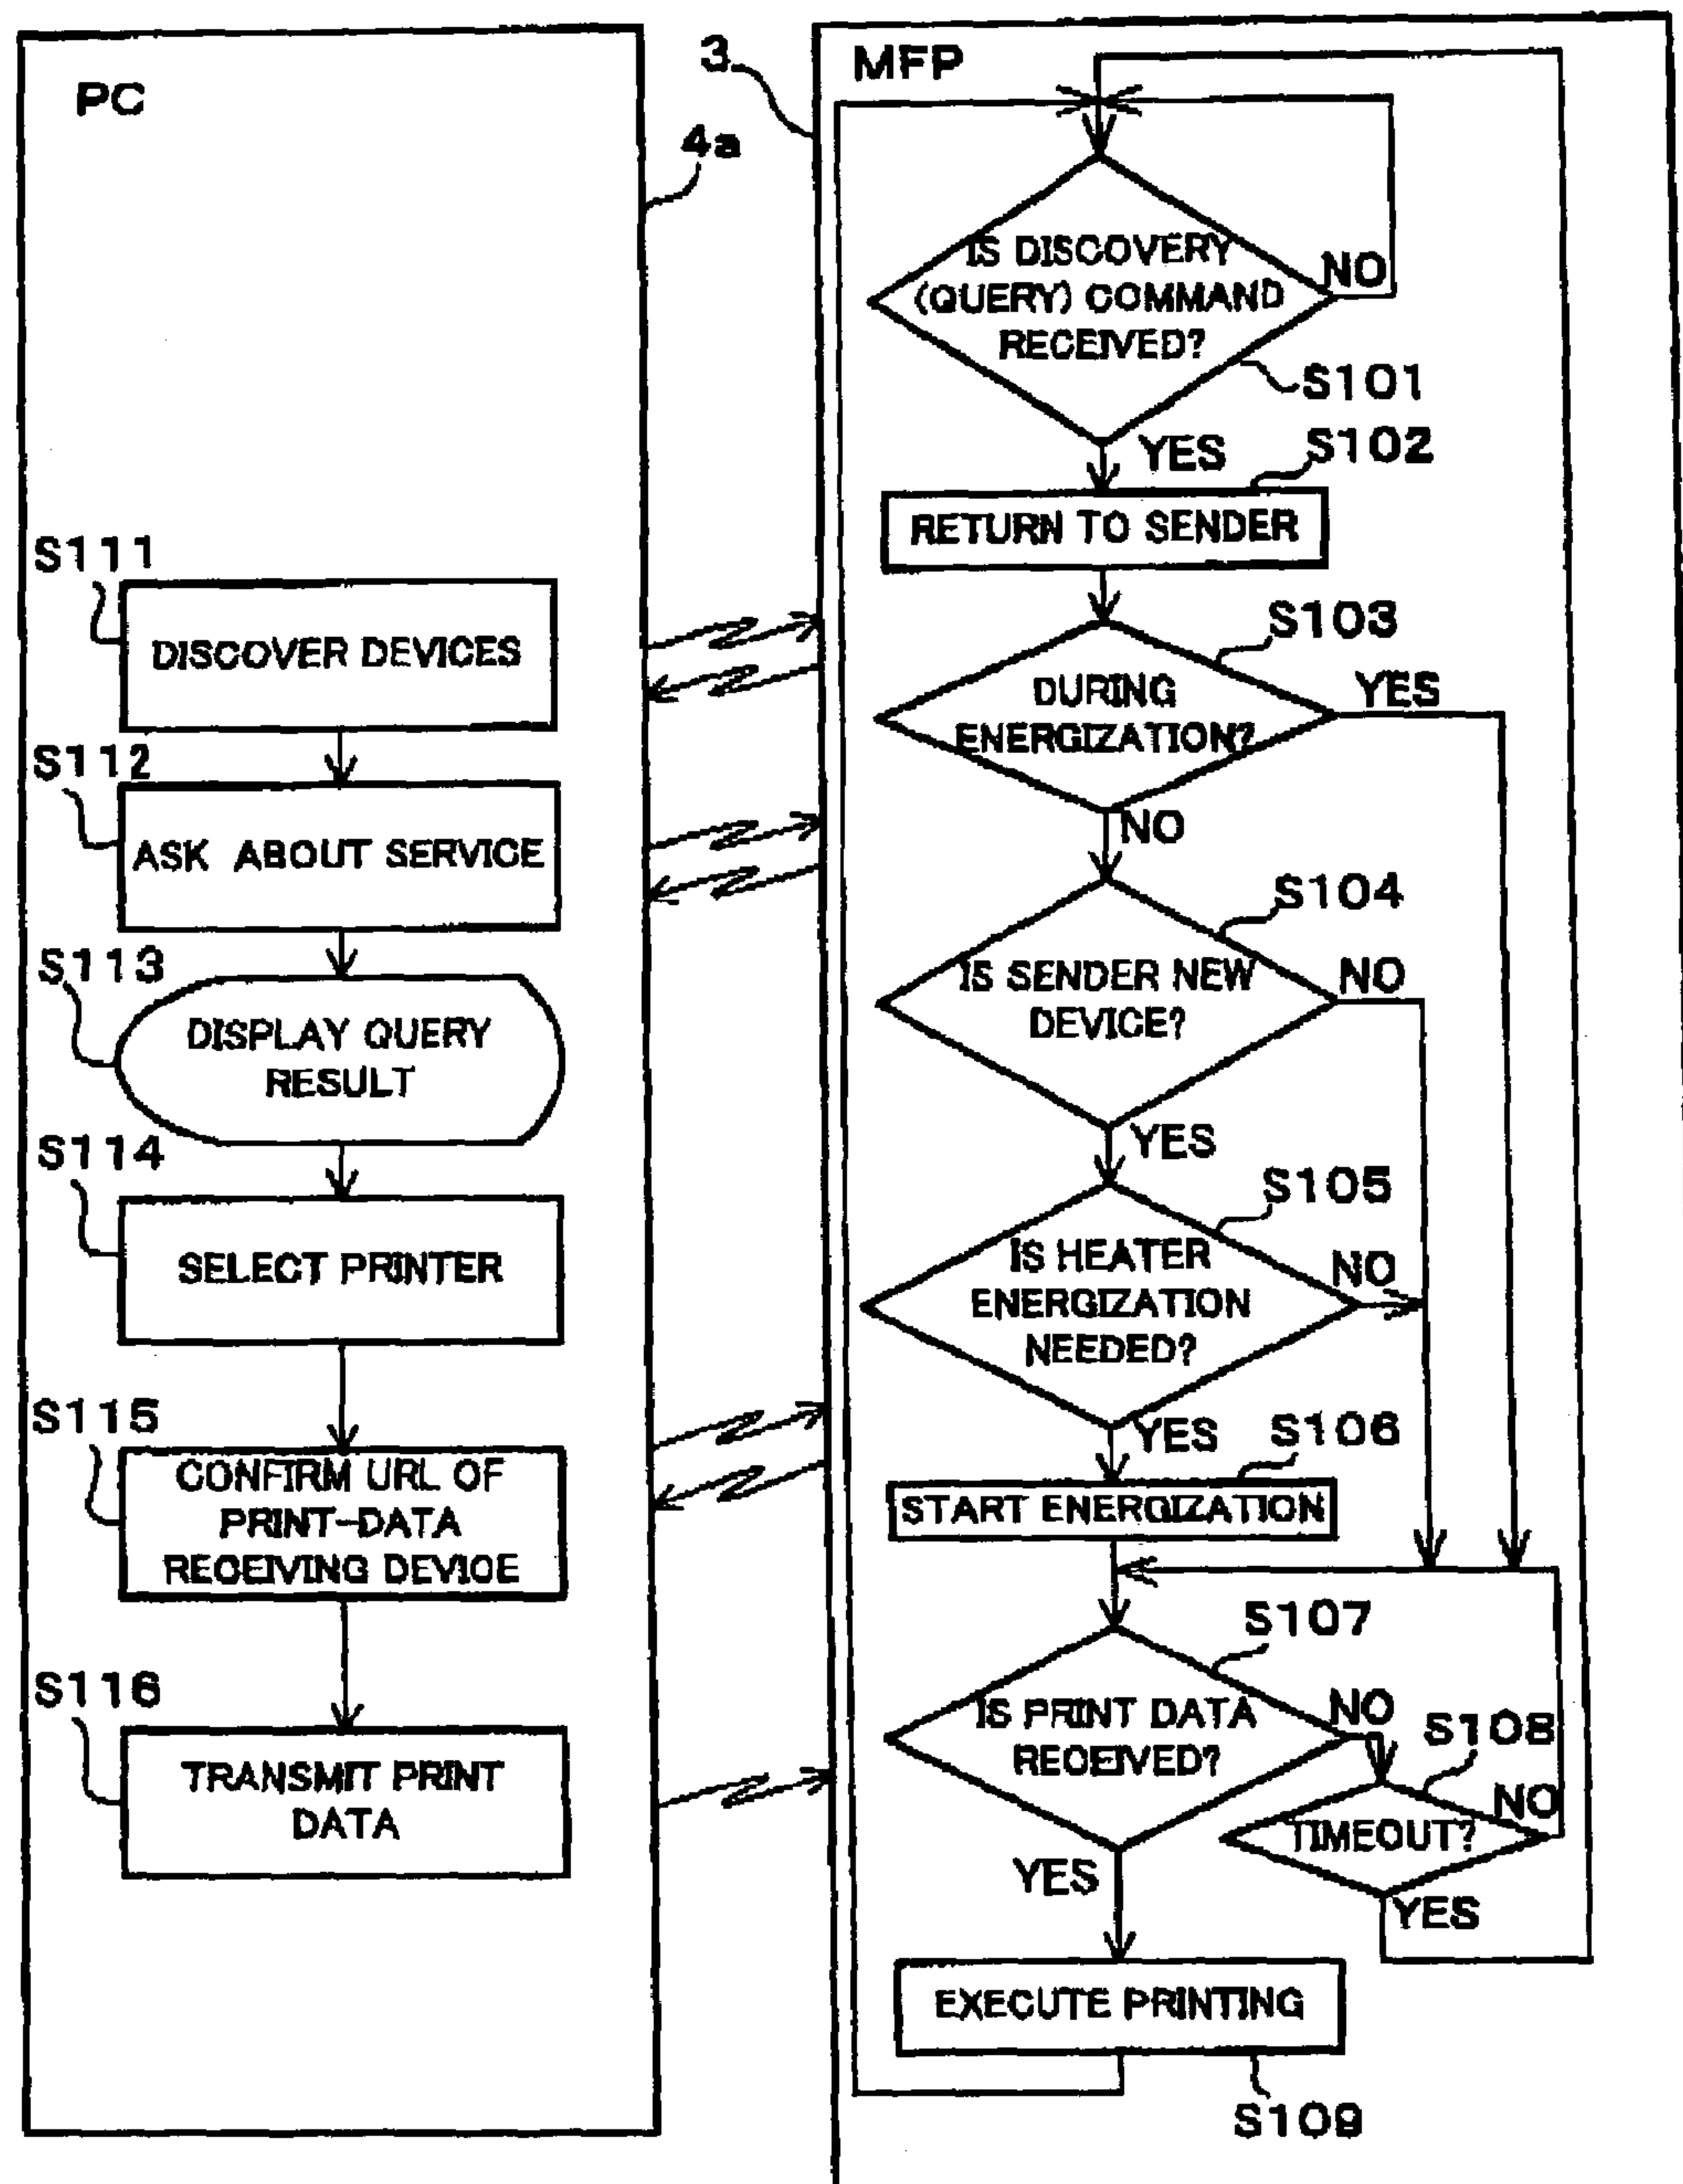 PC
4a
S111
DISCOVER DEVICES
S112
ASK ABOUT SERVICE
S113
DISPLAY QUERY
RESULT
S114
SELECT PRINTER
S115
CONFIRM URL OF
PRINT-DATA
RECEIVING DEVICE
S116
TRANSMIT PRINT
DATA
3
MFP
IS DISCOVERY
(QUERY) COMMAND
RECEIVED?
NO
S101
YES
S102
RETURN TO SENDER
S103
DURING
ENERGIZATION?
YES
NO
S104
IS SENDER NEW
DEVICE?
NO
YES
S105
IS HEATER
ENERGIZATION
NEEDED?
NO
YES
S106
START ENERGIZATION
S107
IS PRINT DATA
RECEIVED?
NO
S108
TIMEOUT?
NO
YES
YES
EXECUTE PRINTING
S109